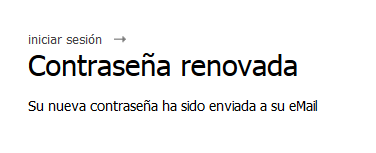 iniciar sesión →
Contraseña renovada
Su nueva contraseña ha sido enviada a su eMail